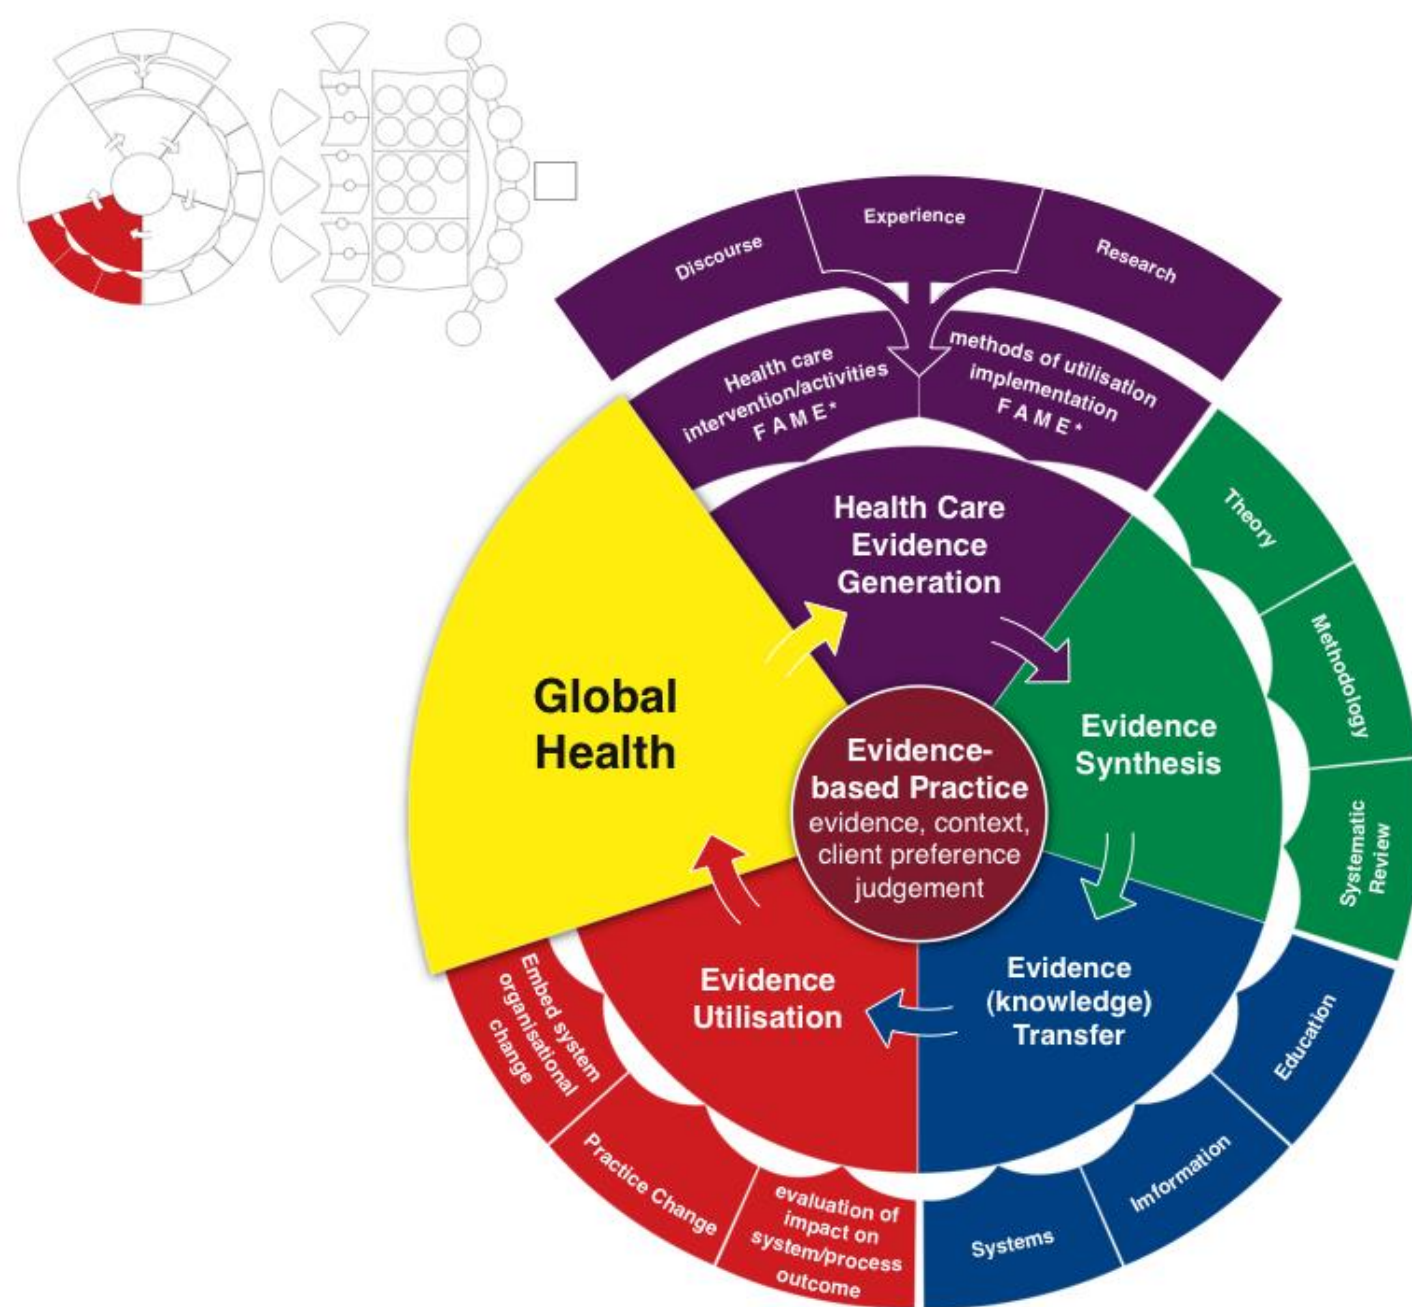 Discourse
Experience
Research
Health care
intervention/activities
F A M E*
methods of utilisation
implementation
F A M E*
Health Care
Evidence
Generation
Theory
Methodology
Systematic
Review
Evidence
Synthesis
Global
Health
Evidence-
based Practice
evidence, context,
client preference
judgement
Evidence
(knowledge)
Transfer
Education
Imformation
Systems
Evidence
Utilisation
Embed system
organisational
change
Practice Change
evaluation of
impact on
system/process
outcome